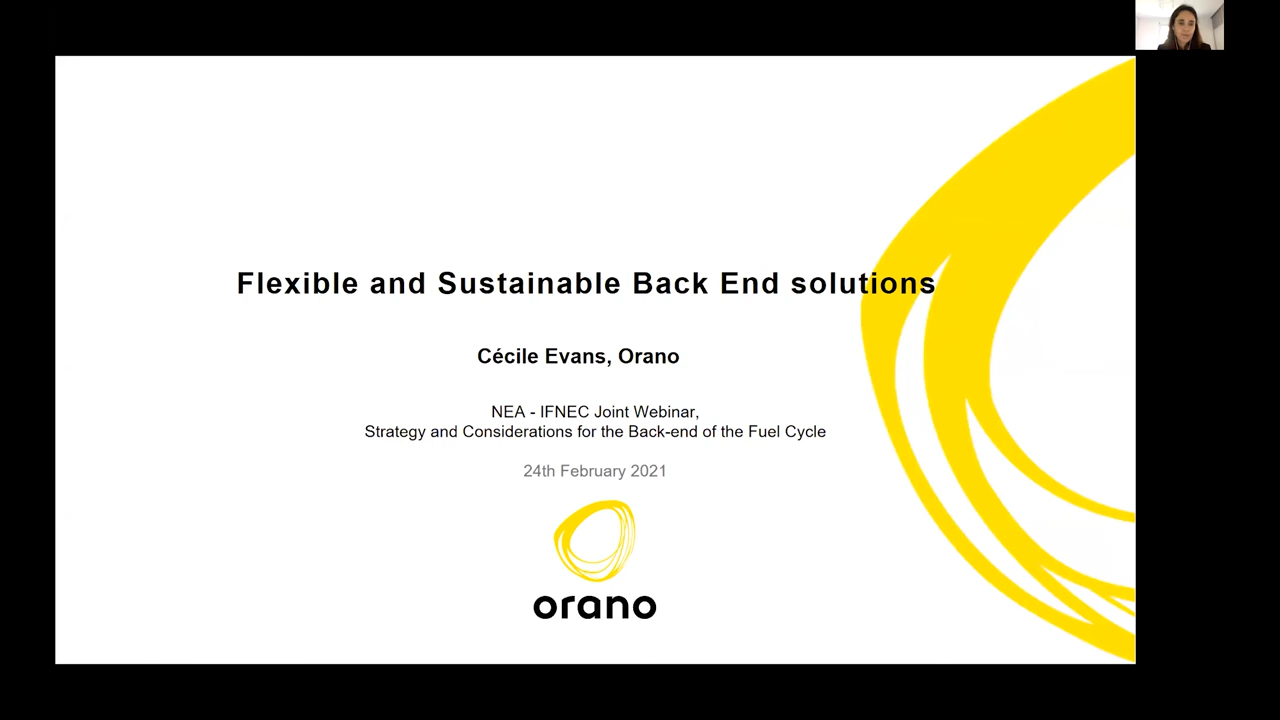 Flexible and Sustainable Back End solutions
Cécile Evans, Orano
NEA - IFNEC Joint Webinar,
Strategy and Considerations for the Back-end of the Fuel Cycle
24th February 2021
orano